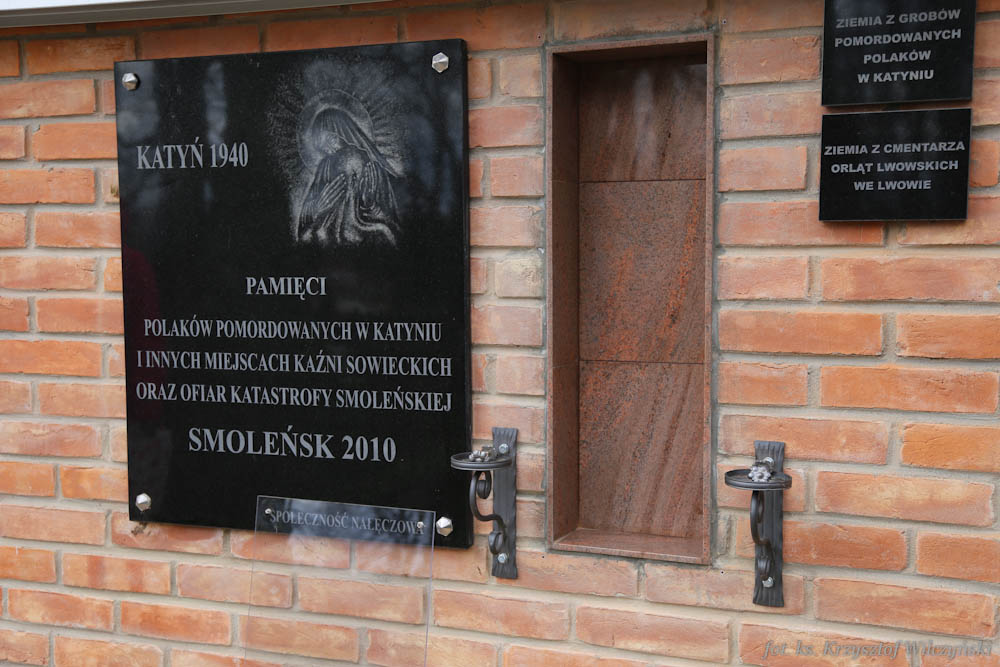 KATYŃ 1940
PAMIĘCI
POLAKÓW POMORDOWANYCH W KATYNIU
I INNYCH MIEJSCACH KAŹNI SOWIECKICH
ORAZ OFIAR KATASTROFY SMOLEŃSKIEJ
SMOLEŃSK 2010
SPOŁECZNOŚĆ NAŁĘCZOWA
ZIEMIA Z GROBÓW
POMORDOWANYCH
POLAKÓW
W KATYNIU
ZIEMIA Z CMENTARZA
ORLĄT LWOWSKICH
WE LWOWIE
fot. ks. Krzysztof Wilczyński